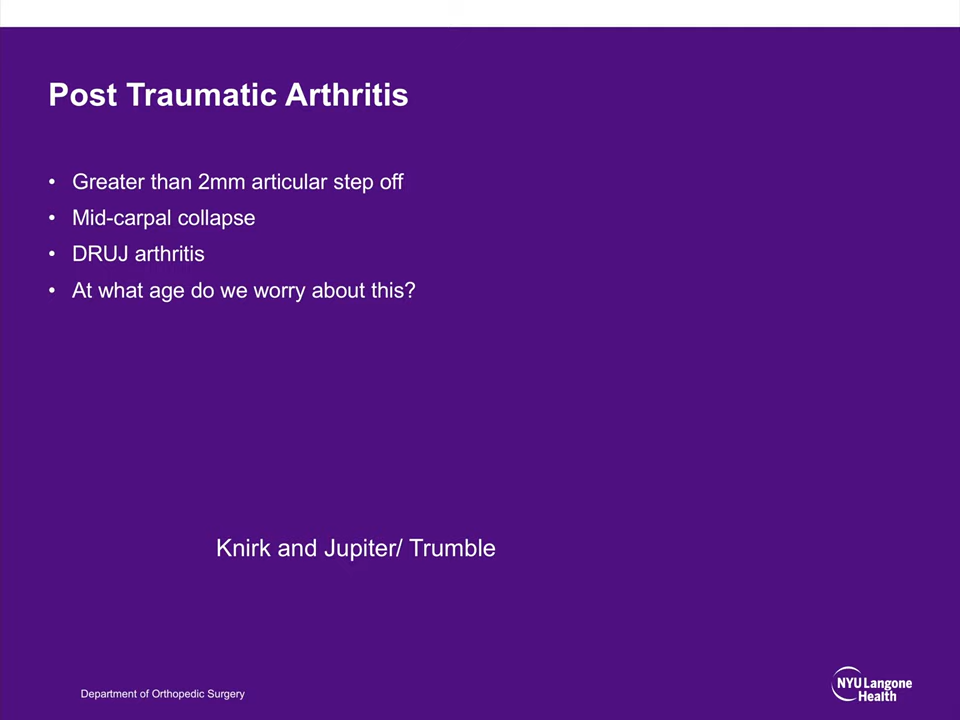 Post Traumatic Arthritis
• Greater than 2mm articular step off
• Mid-carpal collapse
• DRUJ arthritis
• At what age do we worry about this?
Knirk and Jupiter/ Trumble
Department of Orthopedic Surgery
NYU Langone
Health